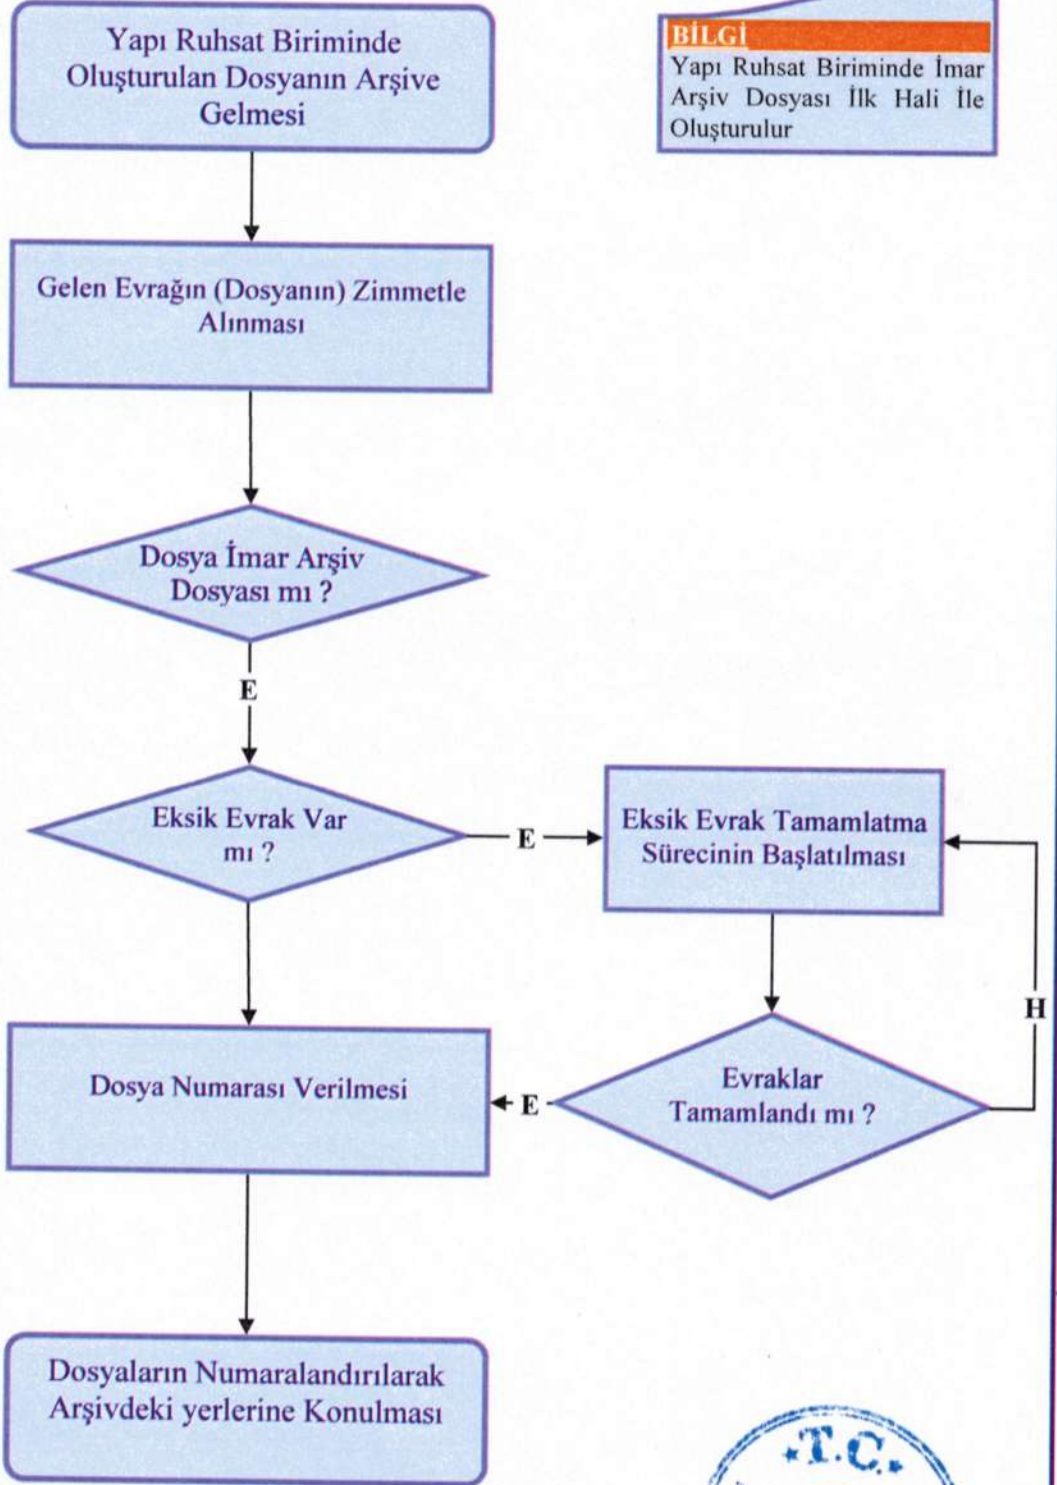 Yapı Ruhsat Biriminde
Oluşturulan Dosyanın Arşive
Gelmesi
BİLGİ
Yapı Ruhsat Biriminde İmar
Arşiv Dosyası İlk Hali İle
Oluşturulur
Gelen Evrağın (Dosyanın) Zimmetle
Alınması
Dosya İmar Arşiv
Dosyası mı ?
E
Eksik Evrak Var
mı ?
E
Eksik Evrak Tamamlatma
Sürecinin Başlatılması
H
Evraklar
Tamamlandı mı ?
E
Dosya Numarası Verilmesi
Dosyaların Numaralandırılarak
Arşivdeki yerlerine Konulması
T.C.